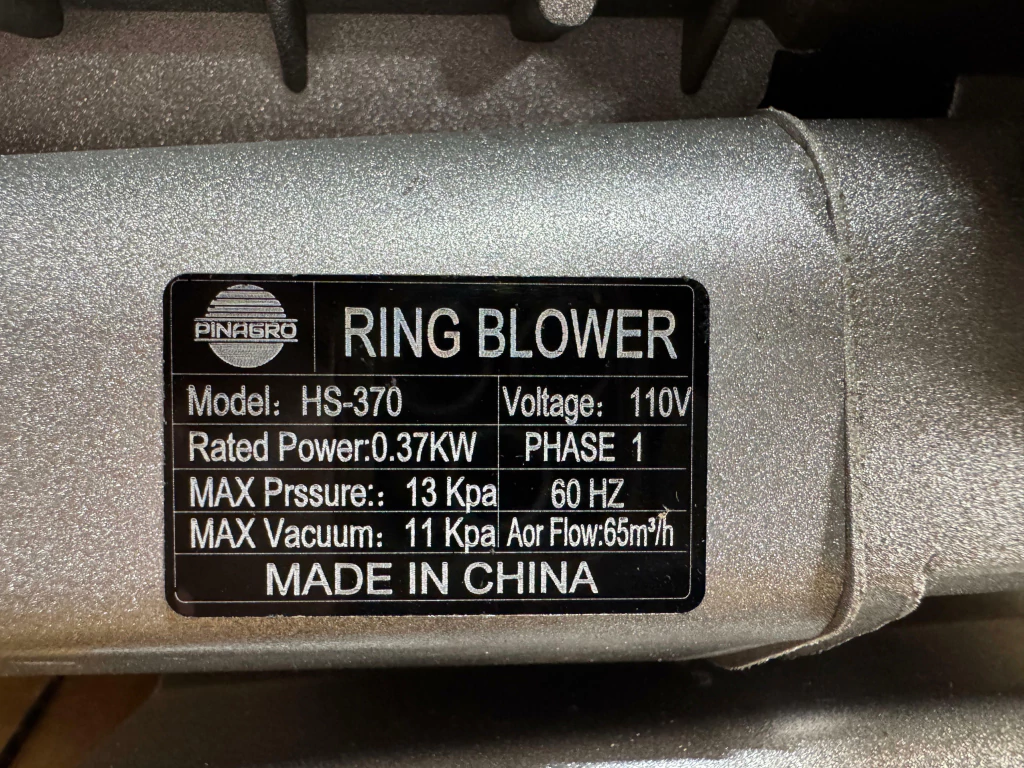 PINAGRO
RING BLOWER
Model: HS-370
Voltage: 110V
Rated Power:0.37KW
PHASE 1
MAX Prssure:: 13 Kpa
60 HZ
MAX Vacuum: 11 Kpa
Aor Flow:65m³/h
MADE IN CHINA